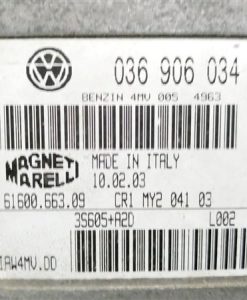 036 906 034
BENZIN 4MV 005 4963
MAGNETI MARELLI
MADE IN ITALY
10.02.03
61600.663.09 CR1 MY2 041 03
3S605+A2D L002
IAW4MV.DD